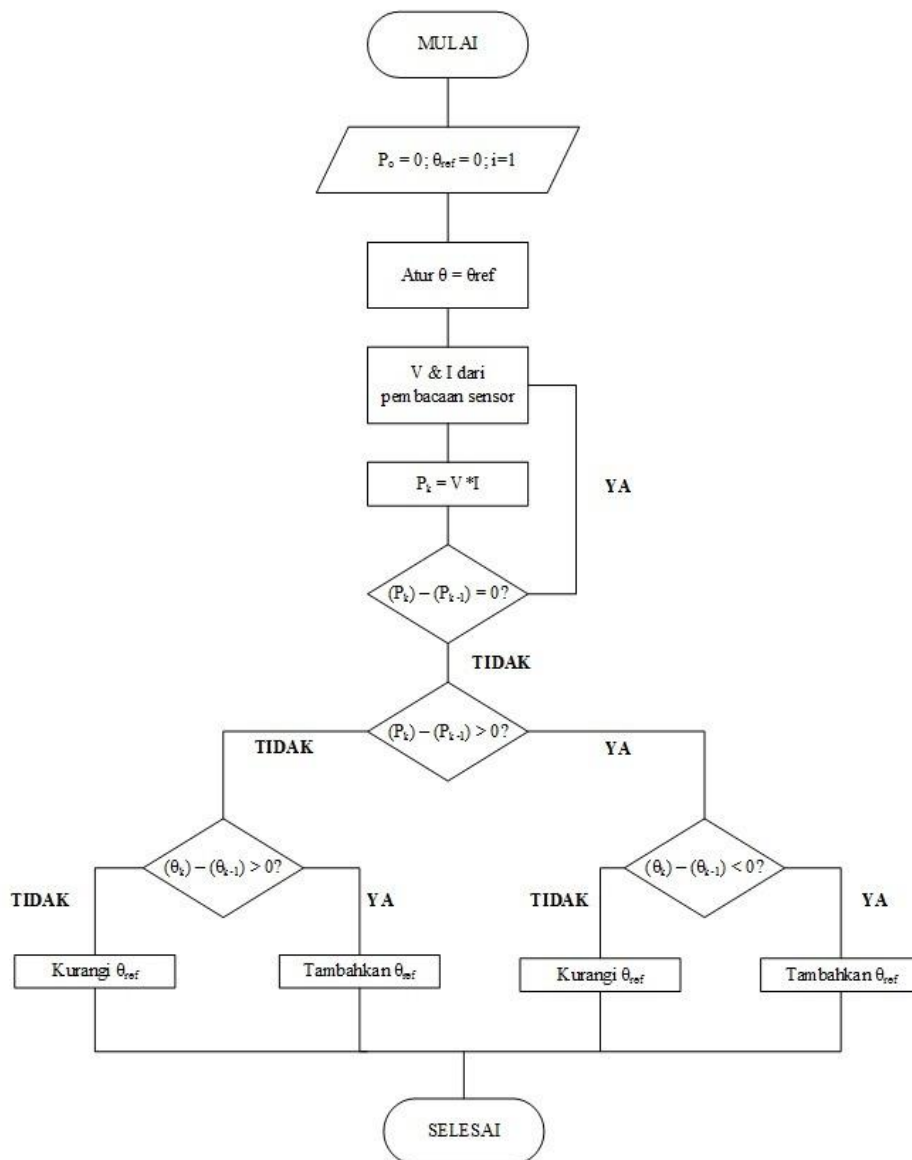 MULAI
P₀ = 0; θref = 0; i=1
Atur θ = θref
V & I dari
pembacaan sensor
Pk = V *I
YA
(Pk) – (Pk-1) = 0?
TIDAK
(Pk) – (Pk-1) > 0?
TIDAK
YA
(θk) – (θk-1) > 0?
(θk) – (θk-1) < 0?
TIDAK
YA
TIDAK
YA
Kurangi θref
Tambahkan θref
Kurangi θref
Tambahkan θref
SELESAI